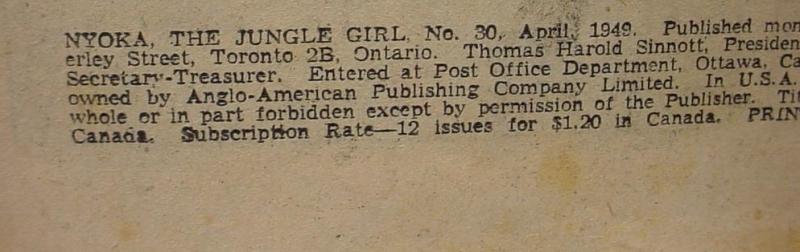 NYOKA, THE JUNGLE GIRL, No. 30, April, 1949. Published mon
erley Street, Toronto 2B, Ontario. Thomas Harold Sinnott, Presiden
Secretary-Treasurer. Entered at Post Office Department, Ottawa, Ca
owned by Anglo-American Publishing Company Limited. In U.S.A.
whole or in part forbidden except by permission of the Publisher. Tit
Canada. Subscription Rate—12 issues for $1.20 in Canada. PRIN